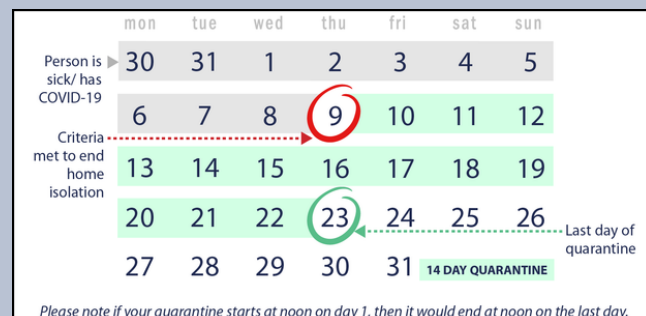 mon tue wed thu fri sat sun
Person is
sick/ has
COVID-19
30 31 1 2 3 4 5
6 7 8 9 10 11 12
Criteria
met to end
home
isolation
13 14 15 16 17 18 19
20 21 22 23 24 25 26
Last day of
quarantine
27 28 29 30 31 14 DAY QUARANTINE
Please note if your quarantine starts at noon on day 1, then it would end at noon on the last day.